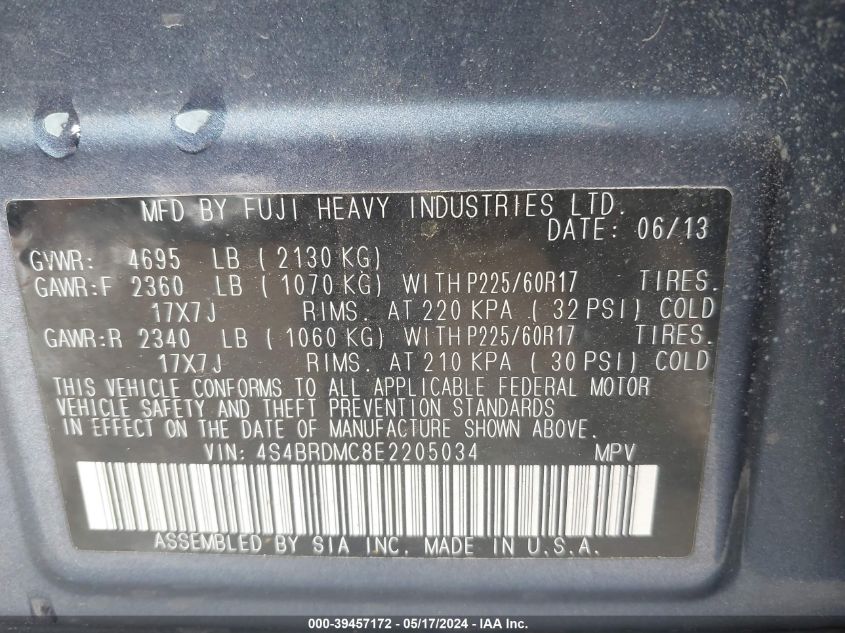 MFD BY FUJI HEAVY INDUSTRIES LTD.
DATE: 06/13
GVWR: 4695 LB ( 2130 KG)
GAWR:F 2360 LB ( 1070 KG) WITH P225/60R17 TIRES.
17X7J RIMS. AT 220 KPA ( 32 PSI) COLD
GAWR:R 2340 LB ( 1060 KG) WITH P225/60R17 TIRES.
17X7J RIMS. AT 210 KPA ( 30 PSI) COLD
THIS VEHICLE CONFORMS TO ALL APPLICABLE FEDERAL MOTOR
VEHICLE SAFETY AND THEFT PREVENTION STANDARDS
IN EFFECT ON THE DATE OF MANUFACTURE SHOWN ABOVE.
VIN: 4S4BRDMC8E2205034 MPV
ASSEMBLED BY SIA INC. MADE IN U.S.A.
000-39457172 — 05/17/2024 — IAA Inc.